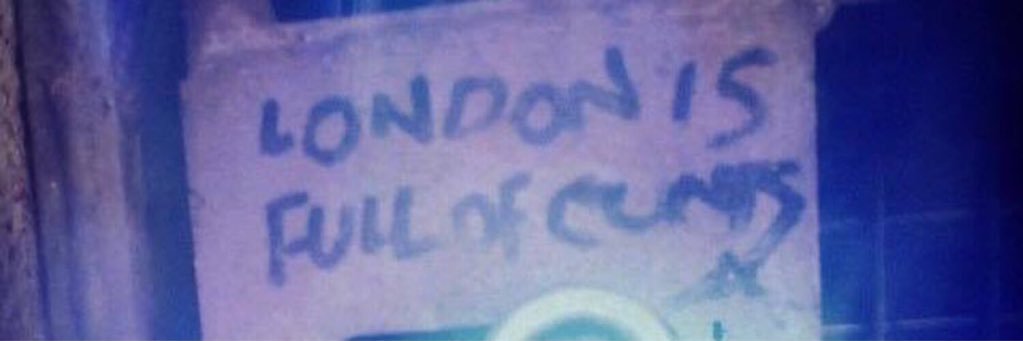 LONDON IS
FULL OF CUNTS